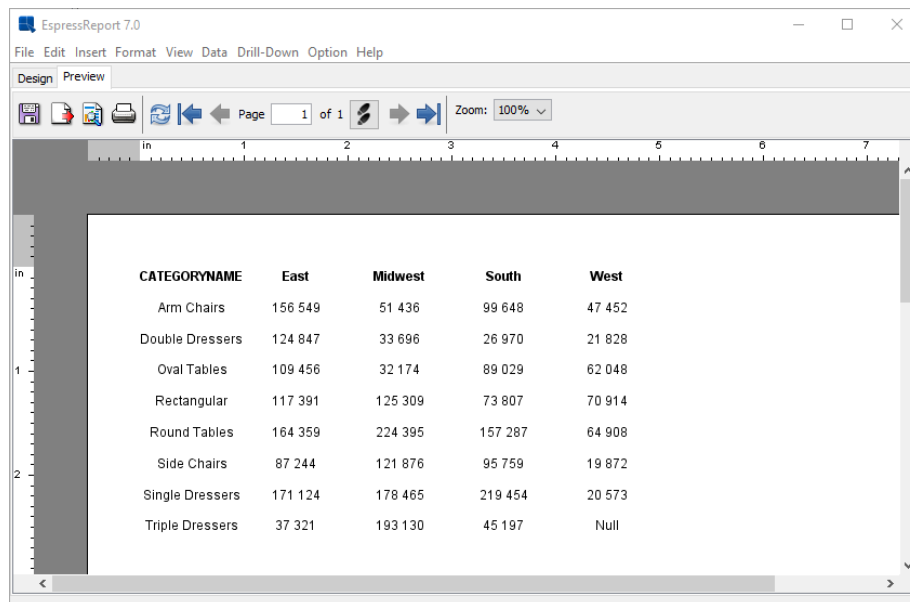 EspressReport 7.0
File Edit Insert Format View Data Drill-Down Option Help
Design Preview
Page 1 of 1 Zoom: 100%
in 1 2 3 4 5 6 7
in
CATEGORYNAME East Midwest South West
Arm Chairs 156 549 51 436 99 648 47 452
Double Dressers 124 847 33 696 26 970 21 828
1
Oval Tables 109 456 32 174 89 029 62 048
Rectangular 117 391 125 309 73 807 70 914
Round Tables 164 359 224 395 157 287 64 908
Side Chairs 87 244 121 876 95 759 19 872
2
Single Dressers 171 124 178 465 219 454 20 573
Triple Dressers 37 321 193 130 45 197 Null